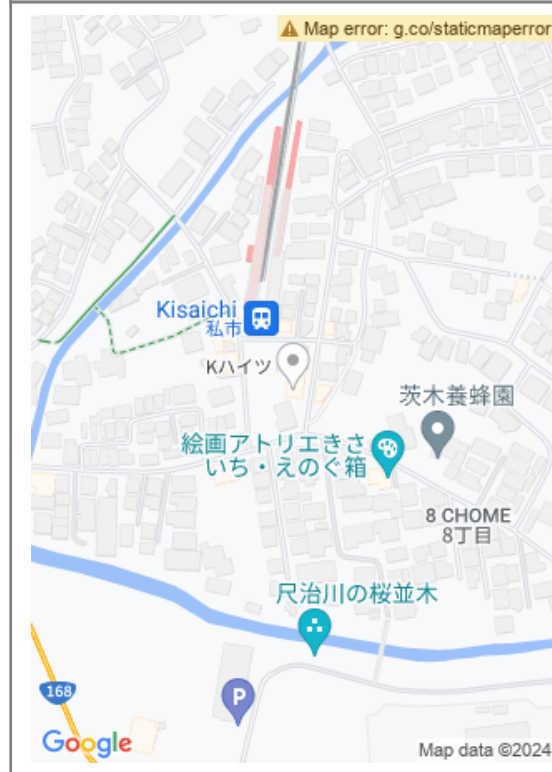 Map error: g.co/staticmaperror
Kisaichi
私市
Kハイツ
茨木養蜂園
絵画アトリエきさ
いち・えのぐ箱
8 CHOME
8丁目
尺治川の桜並木
168
P
Google
Map data ©2024